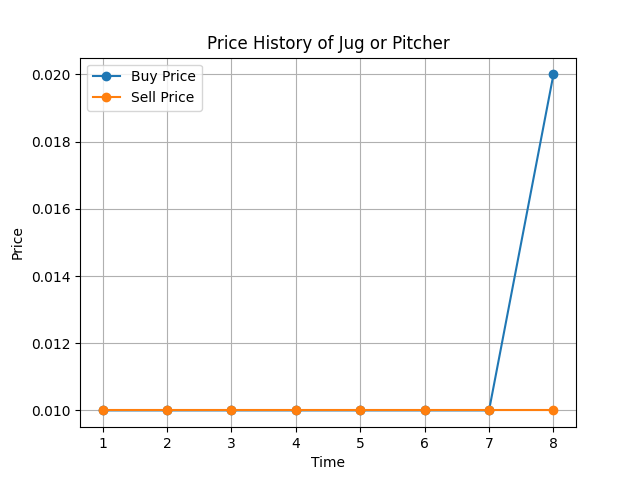 Price History of Jug or Pitcher
Buy Price
Sell Price
Price
0.020
0.018
0.016
0.014
0.012
0.010
1 2 3 4 5 6 7 8
Time